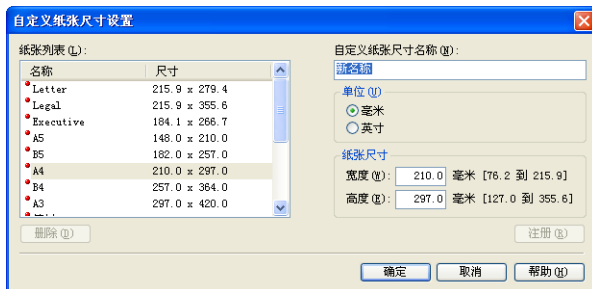 自定义纸张尺寸设置
纸张列表(L):
名称 尺寸
Letter 215.9 x 279.4
Legal 215.9 x 355.6
Executive 184.1 x 266.7
A5 148.0 x 210.0
B5 182.0 x 257.0
A4 210.0 x 297.0
B4 257.0 x 364.0
A3 297.0 x 420.0
删除(D)
自定义纸张尺寸名称(N):
新名称
单位(U)
毫米
英寸
纸张尺寸
宽度(W): 210.0 毫米 [76.2 到 215.9]
高度(E): 297.0 毫米 [127.0 到 355.6]
注册(R)
确定 取消 帮助(H)